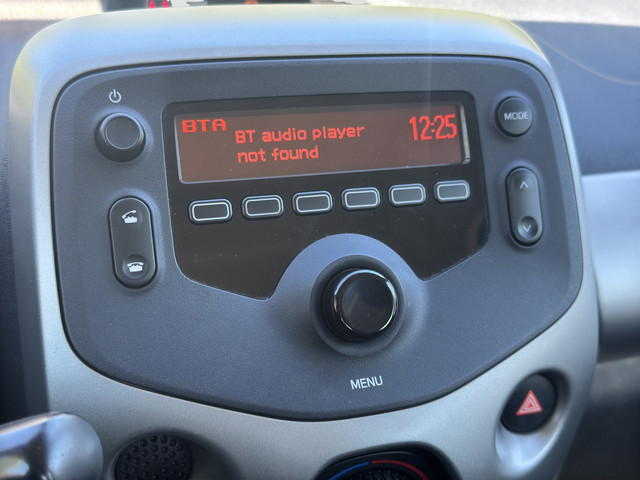 BTA
BT audio player
not found
12:25
MODE
MENU